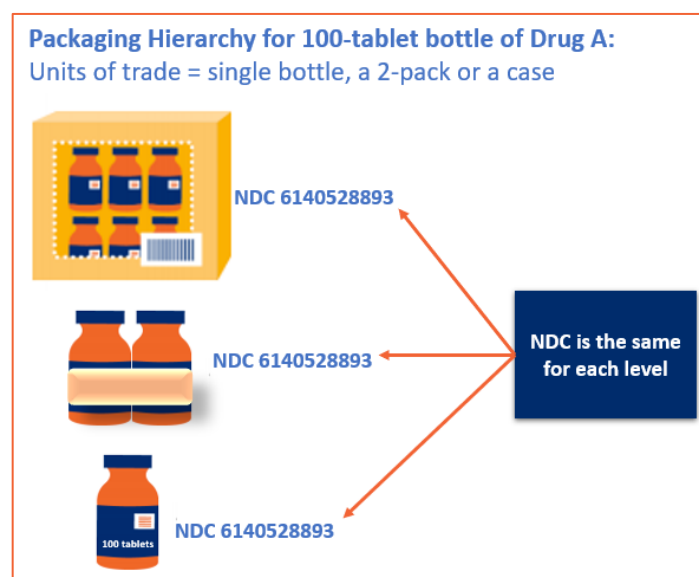 Packaging Hierarchy for 100-tablet bottle of Drug A:
Units of trade = single bottle, a 2-pack or a case
NDC 6140528893
NDC is the same
for each level
NDC 6140528893
100 tablets
NDC 6140528893